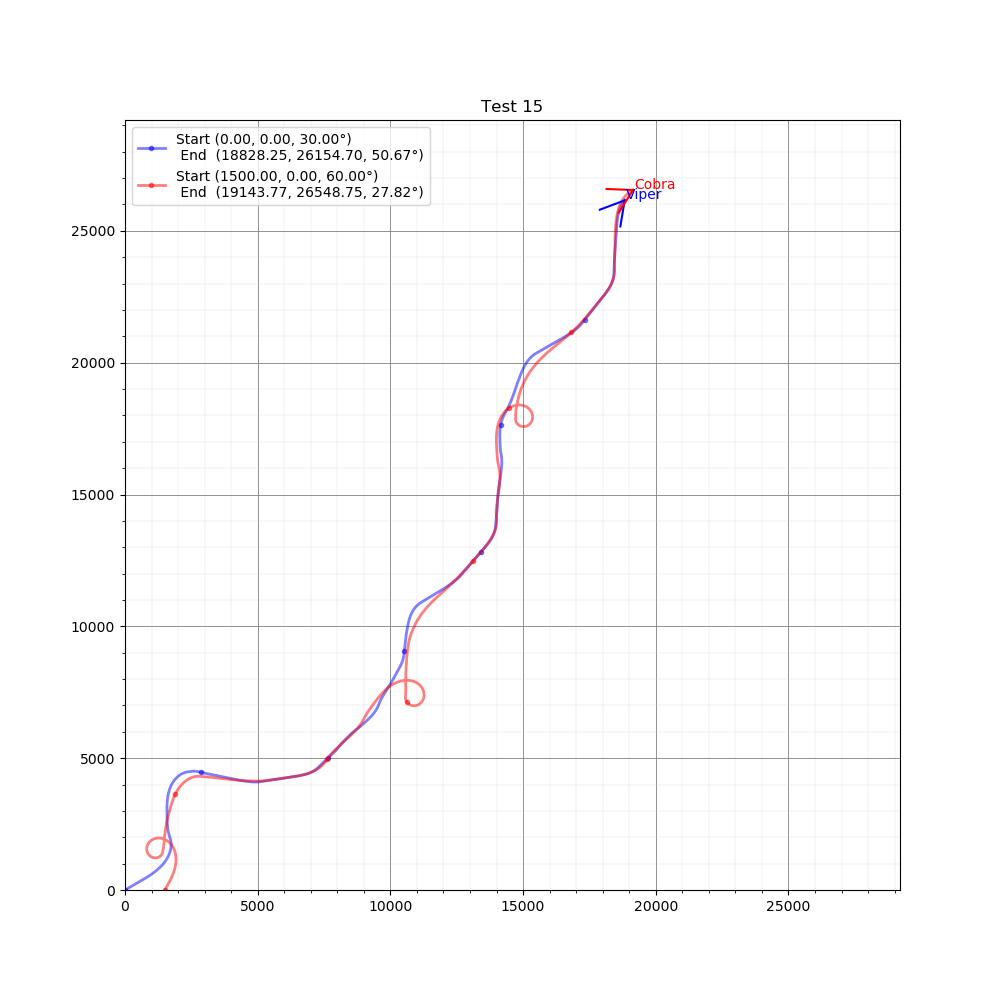 Test 15
Start (0.00, 0.00, 30.00°)
End (18828.25, 26154.70, 50.67°)
Start (1500.00, 0.00, 60.00°)
End (19143.77, 26548.75, 27.82°)
Cobra
Viper
25000
20000
15000
10000
5000
0
0 5000 10000 15000 20000 25000